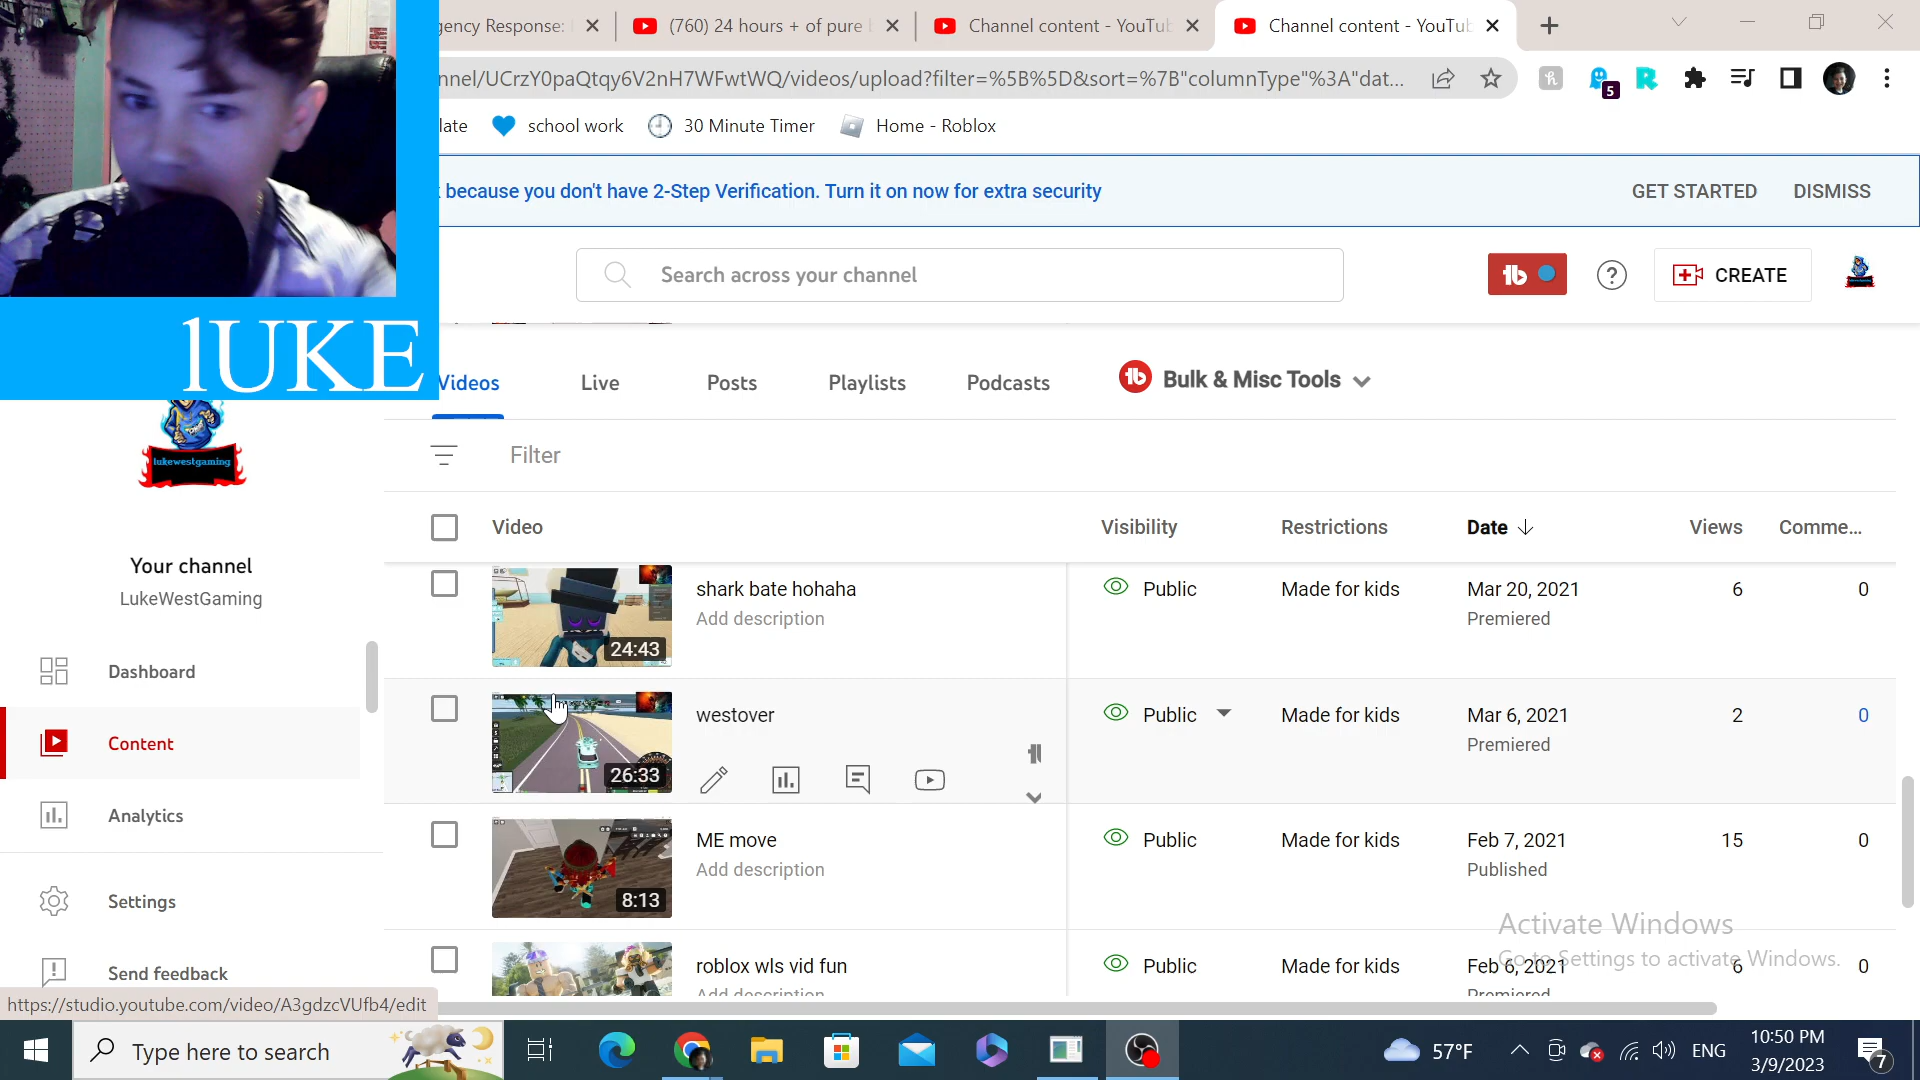 gency Response:
(760) 24 hours + of pure
Channel content - YouTub
Channel content - YouTub
nnel/UCrzY0paQtqy6V2nH7WFwtWQ/videos/upload?filter=%5B%5D&sort=%7B"columnType"%3A"dat...
5
late
school work
30 Minute Timer
Home - Roblox
because you don't have 2-Step Verification. Turn it on now for extra security
GET STARTED
DISMISS
Search across your channel
CREATE
lUKE
Videos
Live
Posts
Playlists
Podcasts
Bulk & Misc Tools
lukewestgaming
Filter
Video
Visibility
Restrictions
Date
Views
Comme...
Your channel
LukeWestGaming
shark bate hohaha
Add description
24:43
Public
Made for kids
Mar 20, 2021
Premiered
6
0
Dashboard
Content
Analytics
Settings
Send feedback
westover
26:33
Public
Made for kids
Mar 6, 2021
Premiered
2
0
ME move
Add description
8:13
Public
Made for kids
Feb 7, 2021
Published
15
0
roblox wls vid fun
Add description
Public
Made for kids
Feb 6, 2021
Premiered
6
0
Activate Windows
Go to Settings to activate Windows.
https://studio.youtube.com/video/A3gdzcVUfb4/edit
Type here to search
57°F
ENG
10:50 PM
3/9/2023
7